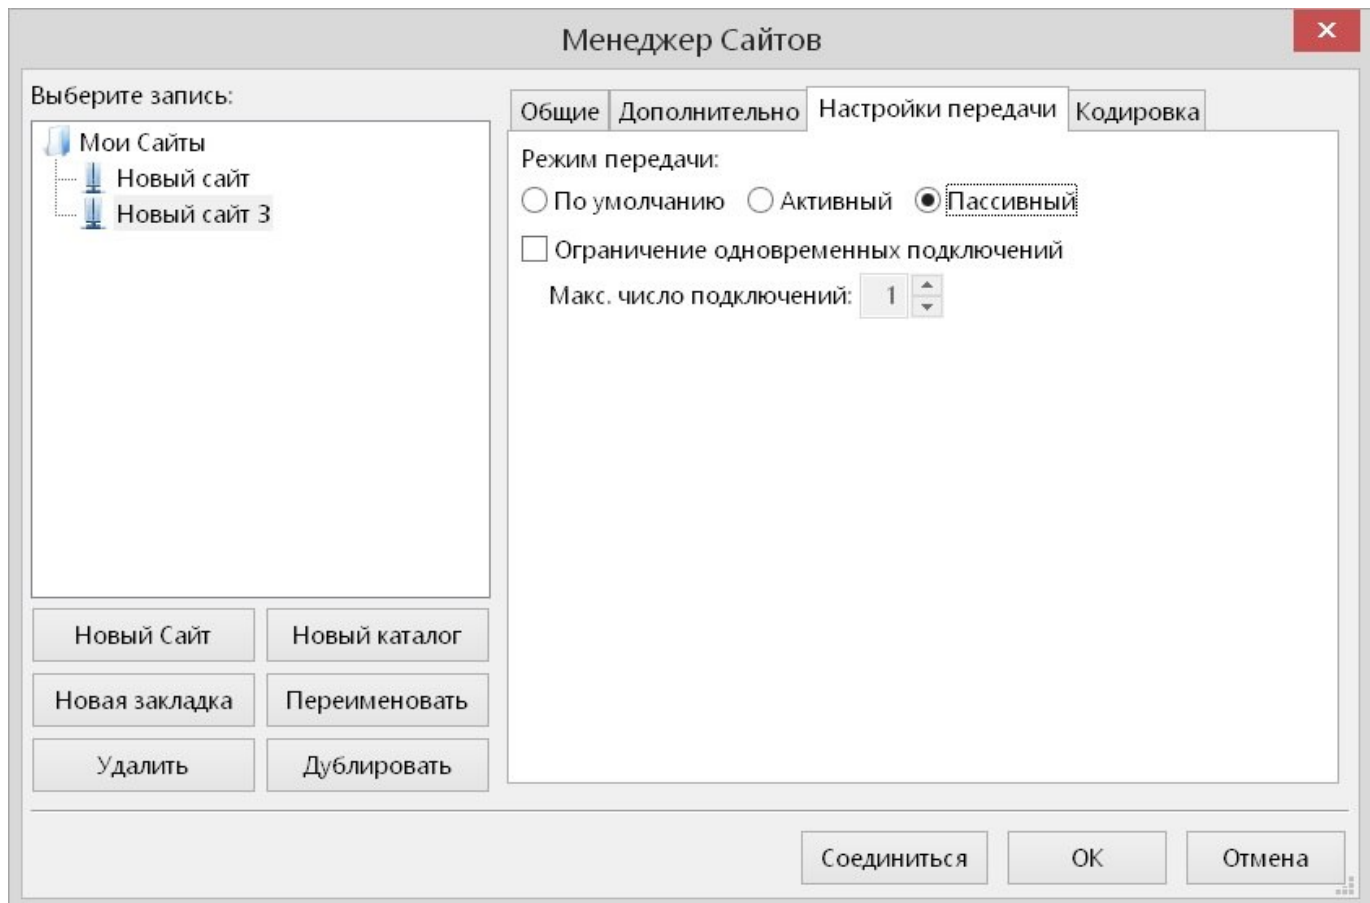 Менеджер Сайтов
Выберите запись:
Мои Сайты
Новый сайт
Новый сайт 3
Новый Сайт Новый каталог
Новая закладка Переименовать
Удалить Дублировать
Общие Дополнительно Настройки передачи Кодировка
Режим передачи:
По умолчанию Активный Пассивный
Ограничение одновременных подключений
Макс. число подключений: 1
Соединиться OK Отмена